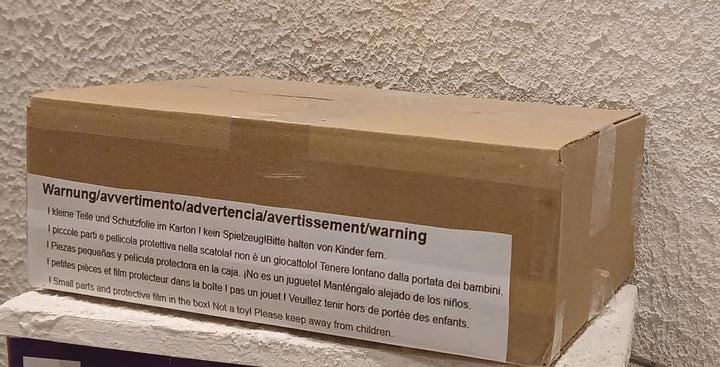 Warnung/avvertimento/advertencia/avertissement/warning
! kleine Teile und Schutzfolie im Karton ! kein Spielzeug!Bitte halten von Kinder fern.
! piccole parti e pellicola protettiva nella scatola! non è un giocattolo! Tenere lontano dalla portata dei bambini.
! Piezas pequeñas y película protectora en la caja. ¡No es un juguete! Manténgalo alejado de los niños.
! petites pièces et film protecteur dans la boîte ! pas un jouet ! Veuillez tenir hors de portée des enfants.
! Small parts and protective film in the box! Not a toy! Please keep away from children.